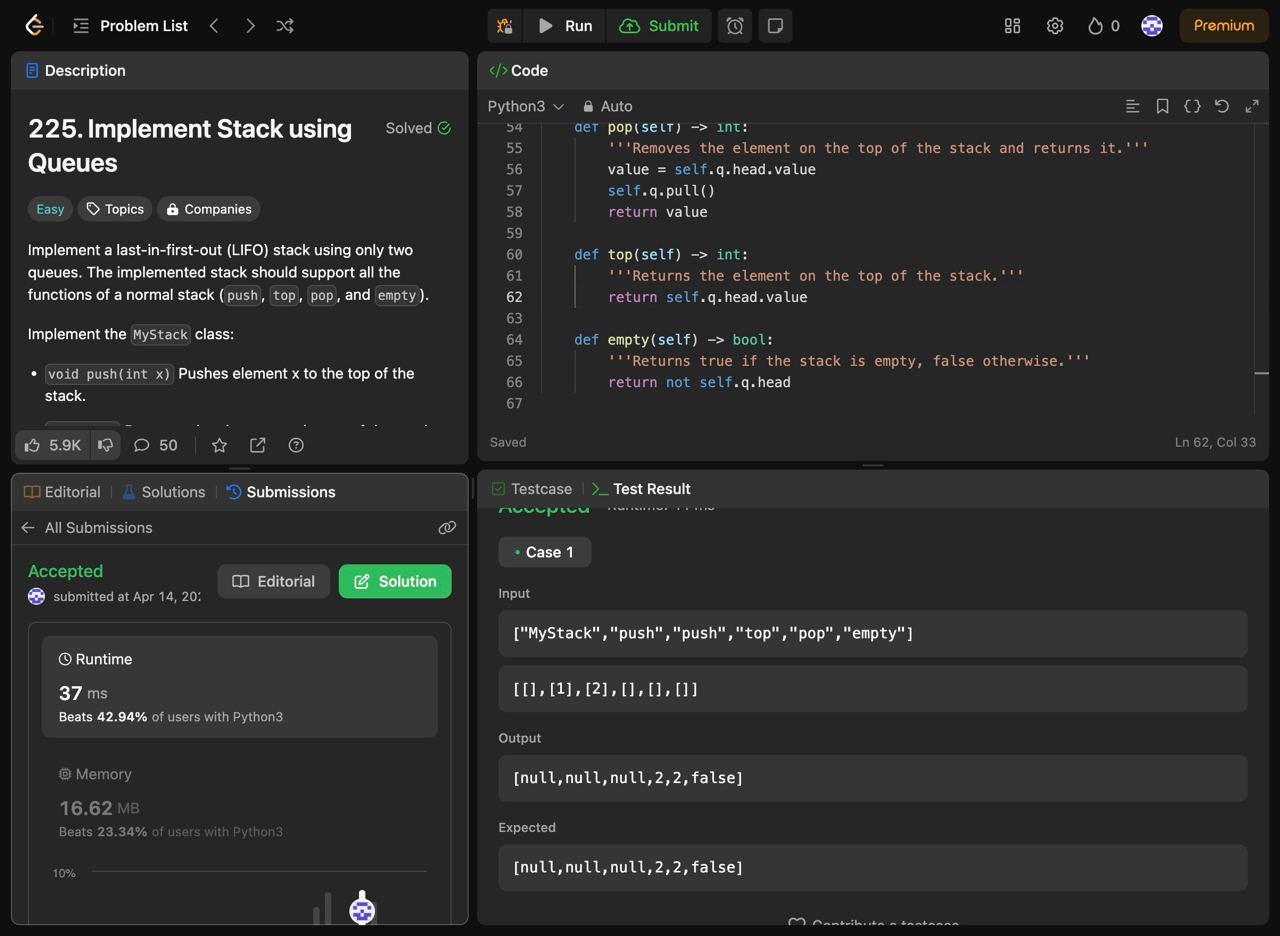 Problem List
Run
Submit
0
Premium
Description
225. Implement Stack using
Queues
Solved
Easy
Topics
Companies
Implement a last-in-first-out (LIFO) stack using only two
queues. The implemented stack should support all the
functions of a normal stack (push, top, pop, and empty).
Implement the MyStack class:
• void push(int x) Pushes element x to the top of the
stack.
5.9K
50
</> Code
Python3
Auto
54 def pop(self) -> int:
55 '''Removes the element on the top of the stack and returns it.'''
56 value = self.q.head.value
57 self.q.pull()
58 return value
59
60 def top(self) -> int:
61 '''Returns the element on the top of the stack.'''
62 return self.q.head.value
63
64 def empty(self) -> bool:
65 '''Returns true if the stack is empty, false otherwise.'''
66 return not self.q.head
67
Saved
Ln 62, Col 33
Editorial
Solutions
Submissions
All Submissions
Accepted
submitted at Apr 14, 202
Editorial
Solution
Runtime
37 ms
Beats 42.94% of users with Python3
Memory
16.62 MB
Beats 23.34% of users with Python3
10%
Testcase
Test Result
Accepted
Case 1
Input
["MyStack","push","push","top","pop","empty"]
[[],[1],[2],[],[],[]]
Output
[null,null,null,2,2,false]
Expected
[null,null,null,2,2,false]
Contribute a testcase